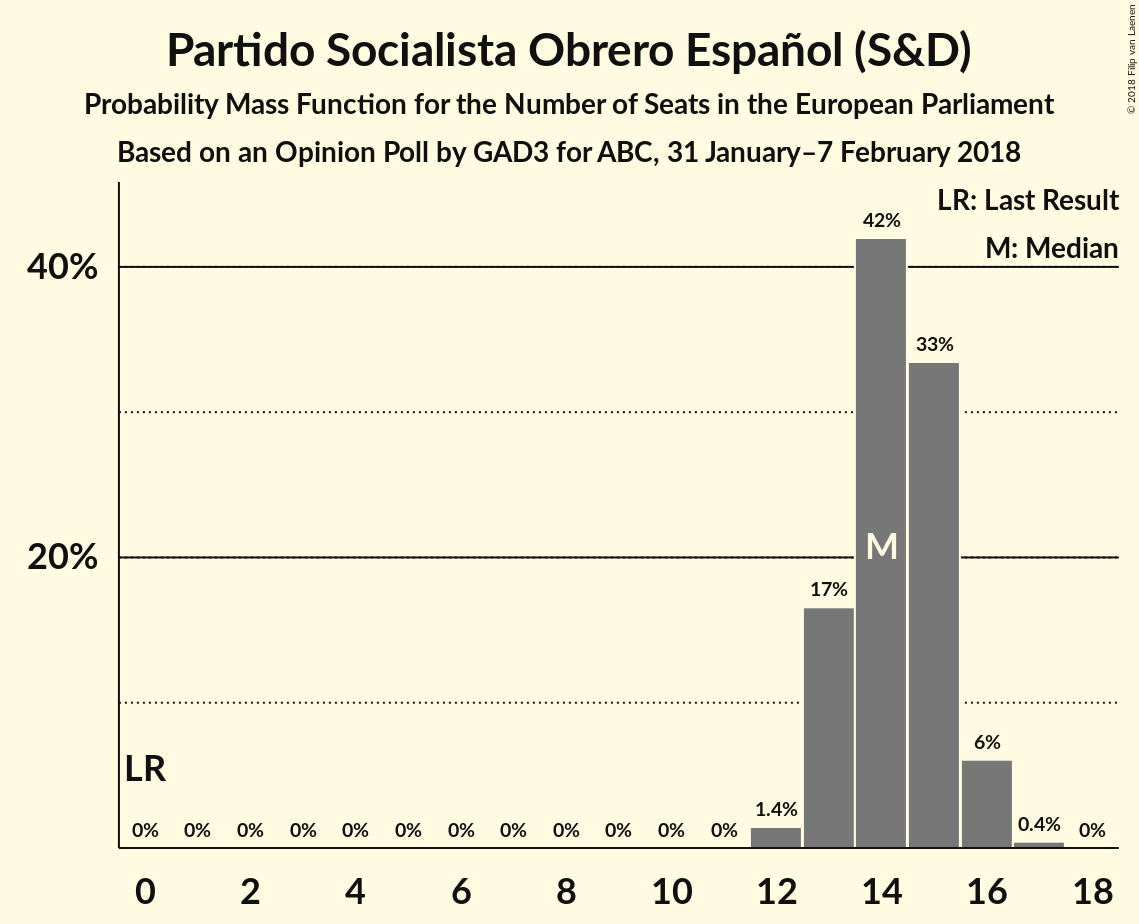 Partido Socialista Obrero Español (S&D)
Probability Mass Function for the Number of Seats in the European Parliament
Based on an Opinion Poll by GAD3 for ABC, 31 January–7 February 2018
© 2018 Filip van Laenen
LR: Last Result
M: Median
40%
20%
42%
33%
17%
M
6%
LR
0% 0% 0% 0% 0% 0% 0% 0% 0% 0% 0% 0% 1.4% 0.4% 0%
0 2 4 6 8 10 12 14 16 18